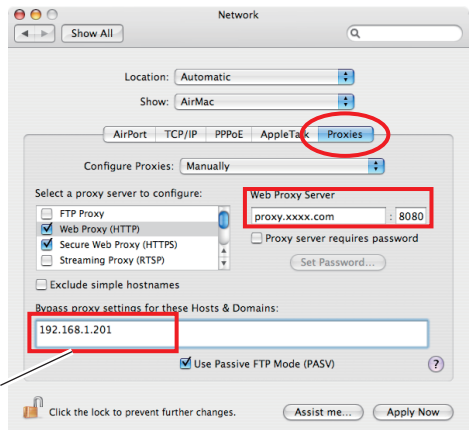 Network
Show All
Location: Automatic
Show: AirMac
AirPort TCP/IP PPPoE AppleTalk Proxies
Configure Proxies: Manually
Select a proxy server to configure: Web Proxy Server
FTP Proxy
proxy.xxxx.com : 8080
Web Proxy (HTTP)
Secure Web Proxy (HTTPS) Proxy server requires password
Streaming Proxy (RTSP) Set Password...
Exclude simple hostnames
Bypass proxy settings for these Hosts & Domains:
192.168.1.201
Use Passive FTP Mode (PASV) ?
Click the lock to prevent further changes. Assist me... Apply Now